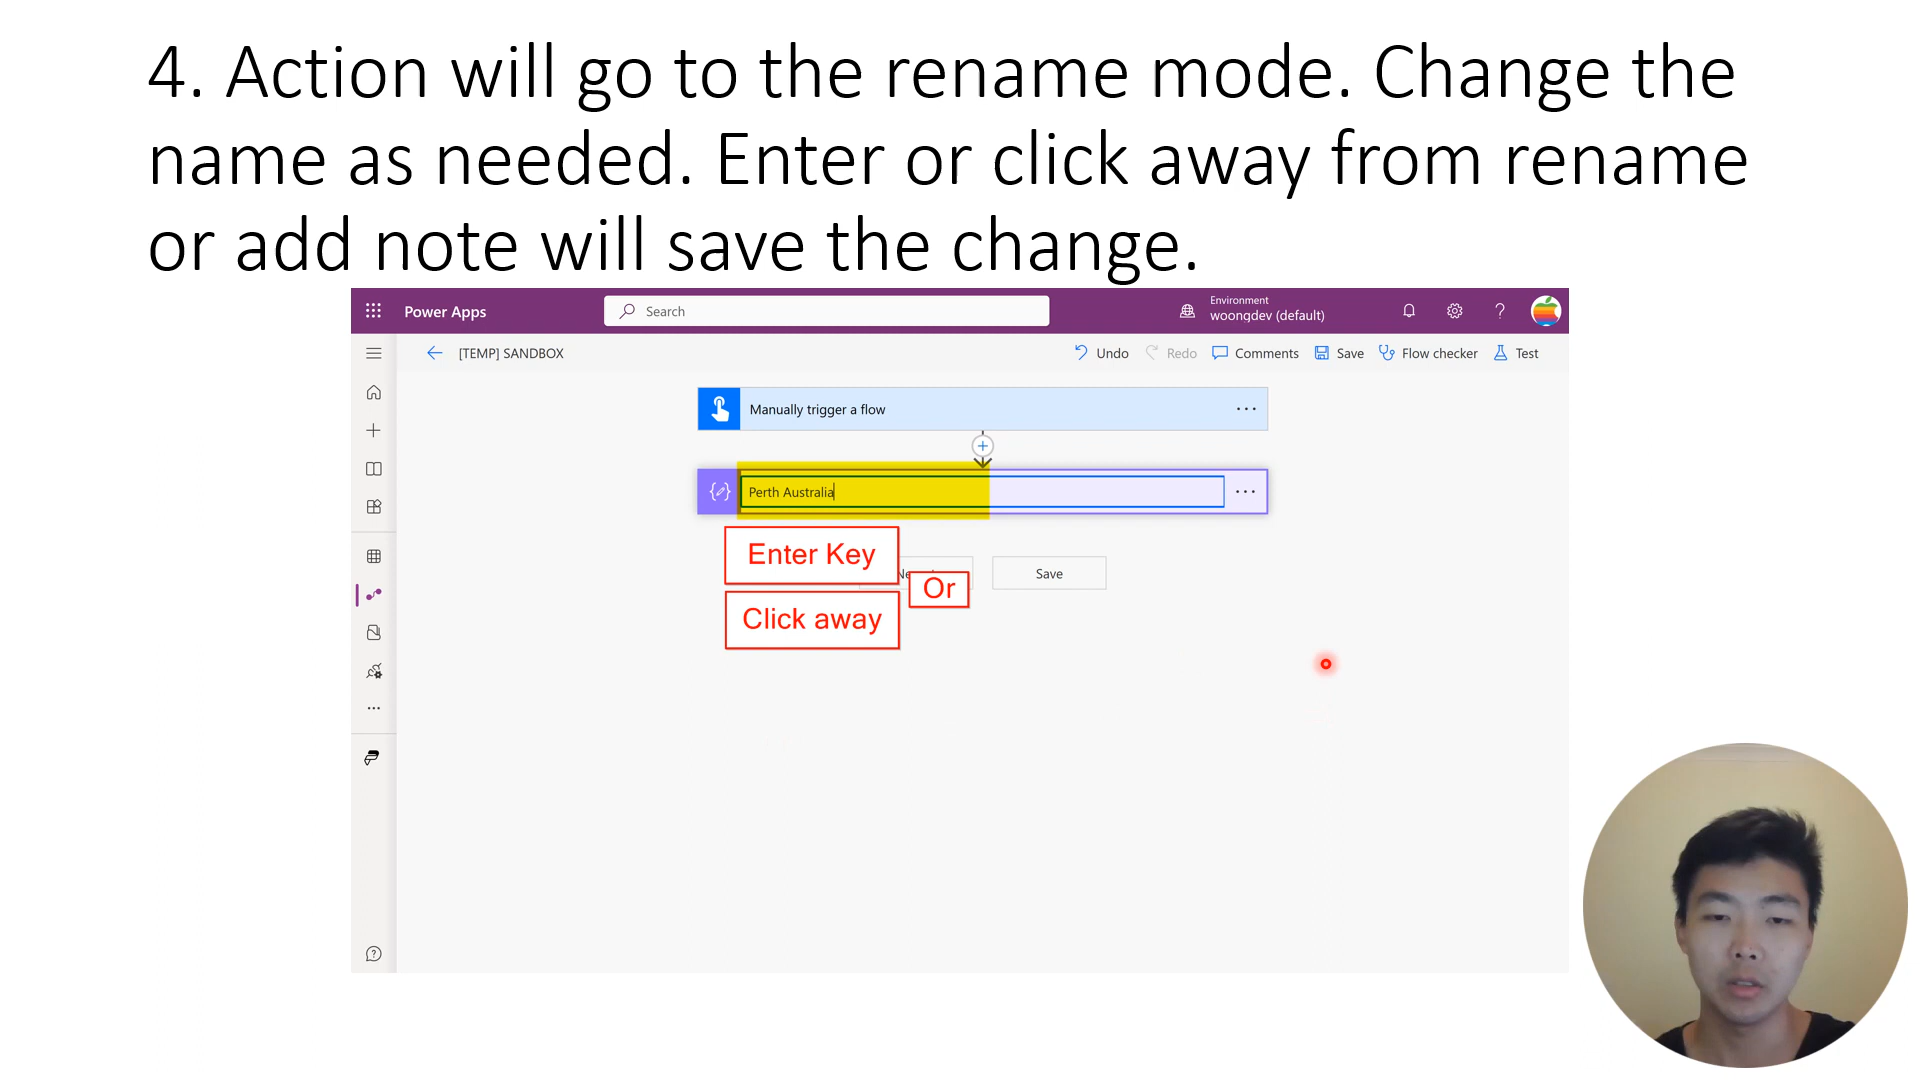 4. Action will go to the rename mode. Change the
name as needed. Enter or click away from rename
or add note will save the change.
Power Apps
Search
Environment
woongdev (default)
[TEMP] SANDBOX
Undo
Redo
Comments
Save
Flow checker
Test
Manually trigger a flow
Perth Australia
Enter Key
Or
Click away
Save